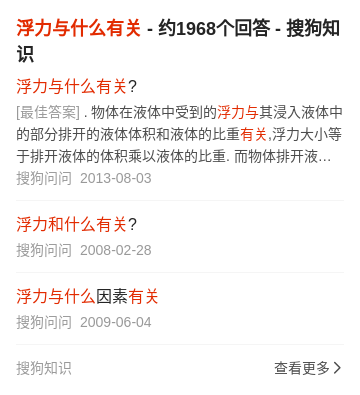 浮力与什么有关 - 约1968个回答 - 搜狗知
识
浮力与什么有关?
[最佳答案] . 物体在液体中受到的浮力与其浸入液体中
的部分排开的液体体积和液体的比重有关,浮力大小等
于排开液体的体积乘以液体的比重. 而物体排开液...
搜狗问问 2013-08-03
浮力和什么有关?
搜狗问问 2008-02-28
浮力与什么因素有关
搜狗问问 2009-06-04
搜狗知识 查看更多